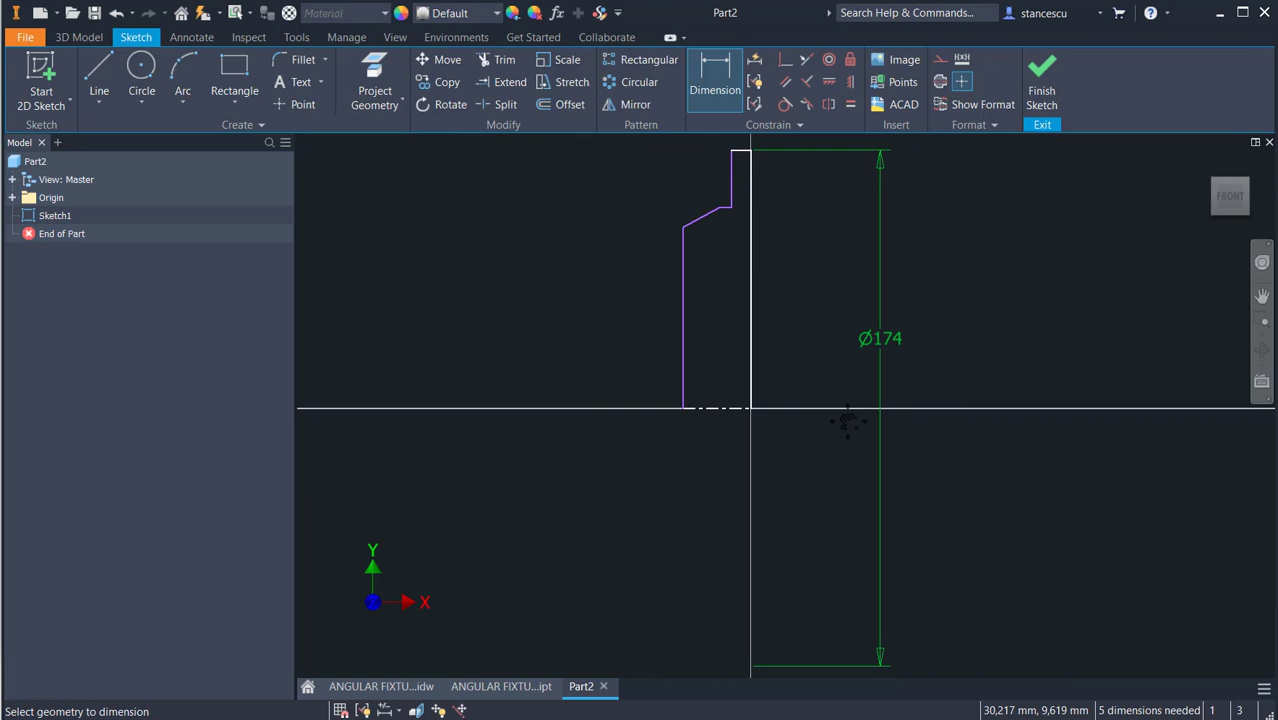 Material
Default
Part2
Search Help & Commands...
stancescu
File
3D Model
Sketch
Annotate
Inspect
Tools
Manage
View
Environments
Get Started
Collaborate
Start
2D Sketch
Line
Circle
Arc
Rectangle
Fillet
Text
Point
Project
Geometry
Move
Copy
Rotate
Trim
Extend
Split
Scale
Stretch
Offset
Rectangular
Circular
Mirror
Dimension
Image
Points
ACAD
Show Format
Finish
Sketch
Sketch
Create
Modify
Pattern
Constrain
Insert
Format
Exit
Model
Part2
View: Master
Origin
Sketch1
End of Part
FRONT
Ø174
Y
X
ANGULAR FIXTU...idw
ANGULAR FIXTU...ipt
Part2
Select geometry to dimension
30,217 mm, 9,619 mm
5 dimensions needed
1
3